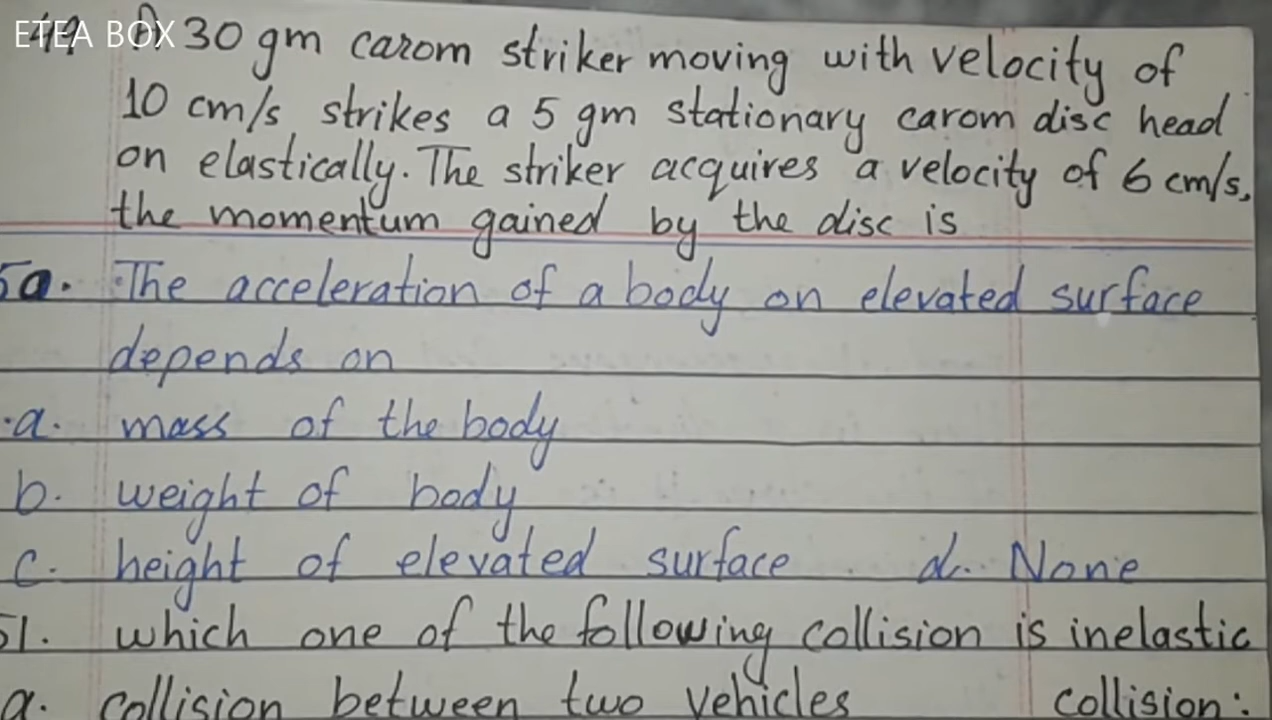 ETEA BOX
49 A 30 gm carom striker moving with velocity of
10 cm/s, strikes a 5 gm stationary carom disc head
on elastically. The striker acquires a velocity of 6 cm/s,
the momentum gained by the disc is
50. The acceleration of a body on elevated surface
depends on
a. mass of the body
b. weight of body
c. height of elevated surface d. None
51. which one of the following collision is inelastic
a. collision between two vehicles collision: